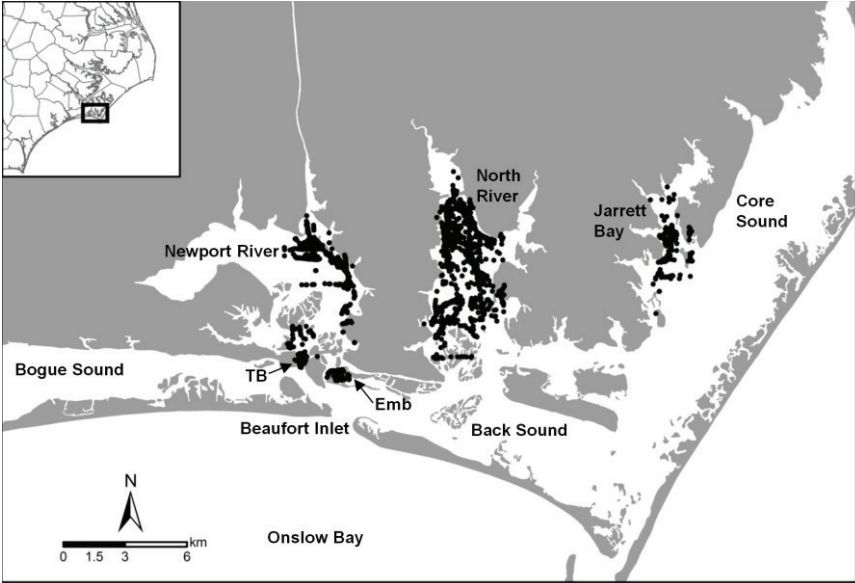 North
River
Jarrett
Bay
Core
Sound
Newport River
Bogue Sound
TB
Emb
Beaufort Inlet
Back Sound
N
km
0 1.5 3 6
Onslow Bay